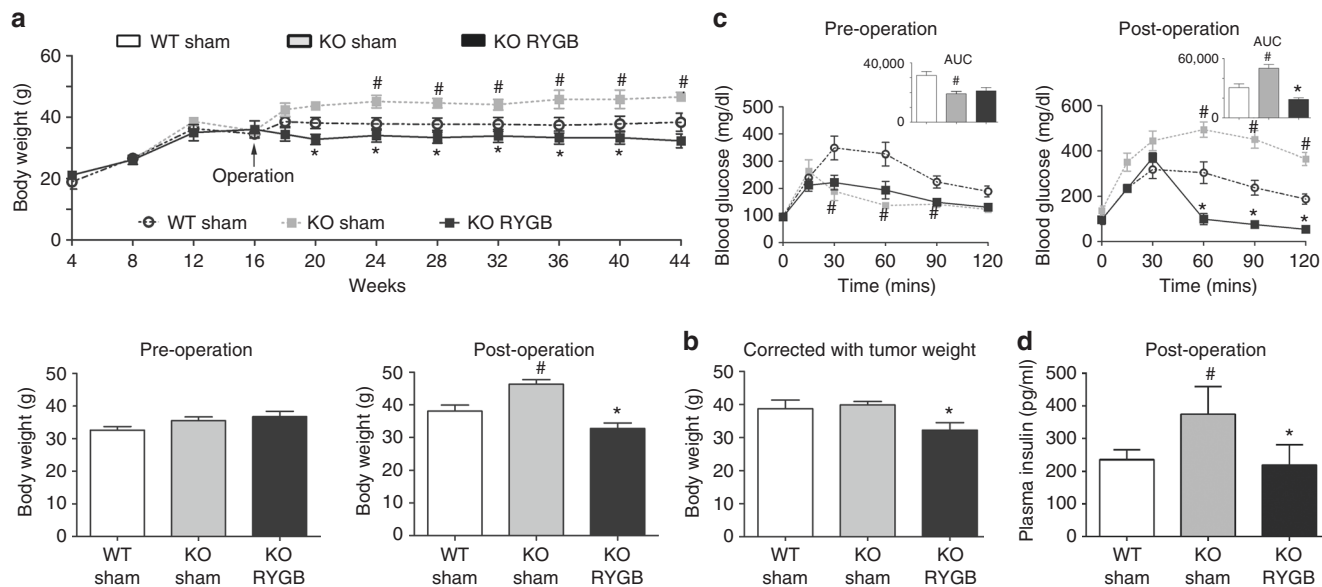 a
WT sham
KO sham
KO RYGB
Body weight (g)
60
40
20
0
# # # # # #
* * * * * * 
Operation
WT sham
KO sham
KO RYGB
4 8 12 16 20 24 28 32 36 40 44
Weeks
Pre-operation
Body weight (g)
50
40
30
20
10
0
WT sham
KO sham
KO RYGB
Post-operation
Body weight (g)
50
40
30
20
10
0
#
*
WT sham
KO sham
KO RYGB
b
Corrected with tumor weight
Body weight (g)
50
40
30
20
10
0
*
WT sham
KO sham
KO RYGB
c
Pre-operation
Blood glucose (mg/dl)
500
400
300
200
100
0
40,000
0
AUC
#
# # #
0 30 60 90 120
Time (mins)
Post-operation
Blood glucose (mg/dl)
600
400
200
0
60,000
0
AUC
#
*
# # #
* * *
0 30 60 90 120
Time (mins)
d
Post-operation
Plasma insulin (pg/ml)
500
400
300
200
100
0
#
*
WT sham
KO sham
KO RYGB